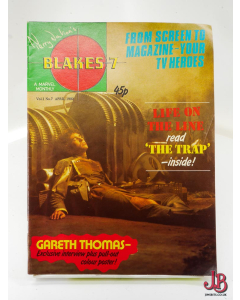 BLAKES 7
A MARVEL
MONTHLY
45p
FROM SCREEN TO
MAGAZINE-YOUR
TV HEROES
LIFE ON
THE LINE
read
'THE TRAP'
-inside!
GARETH THOMAS-
Exclusive interview plus pull-out
colour poster!
JB